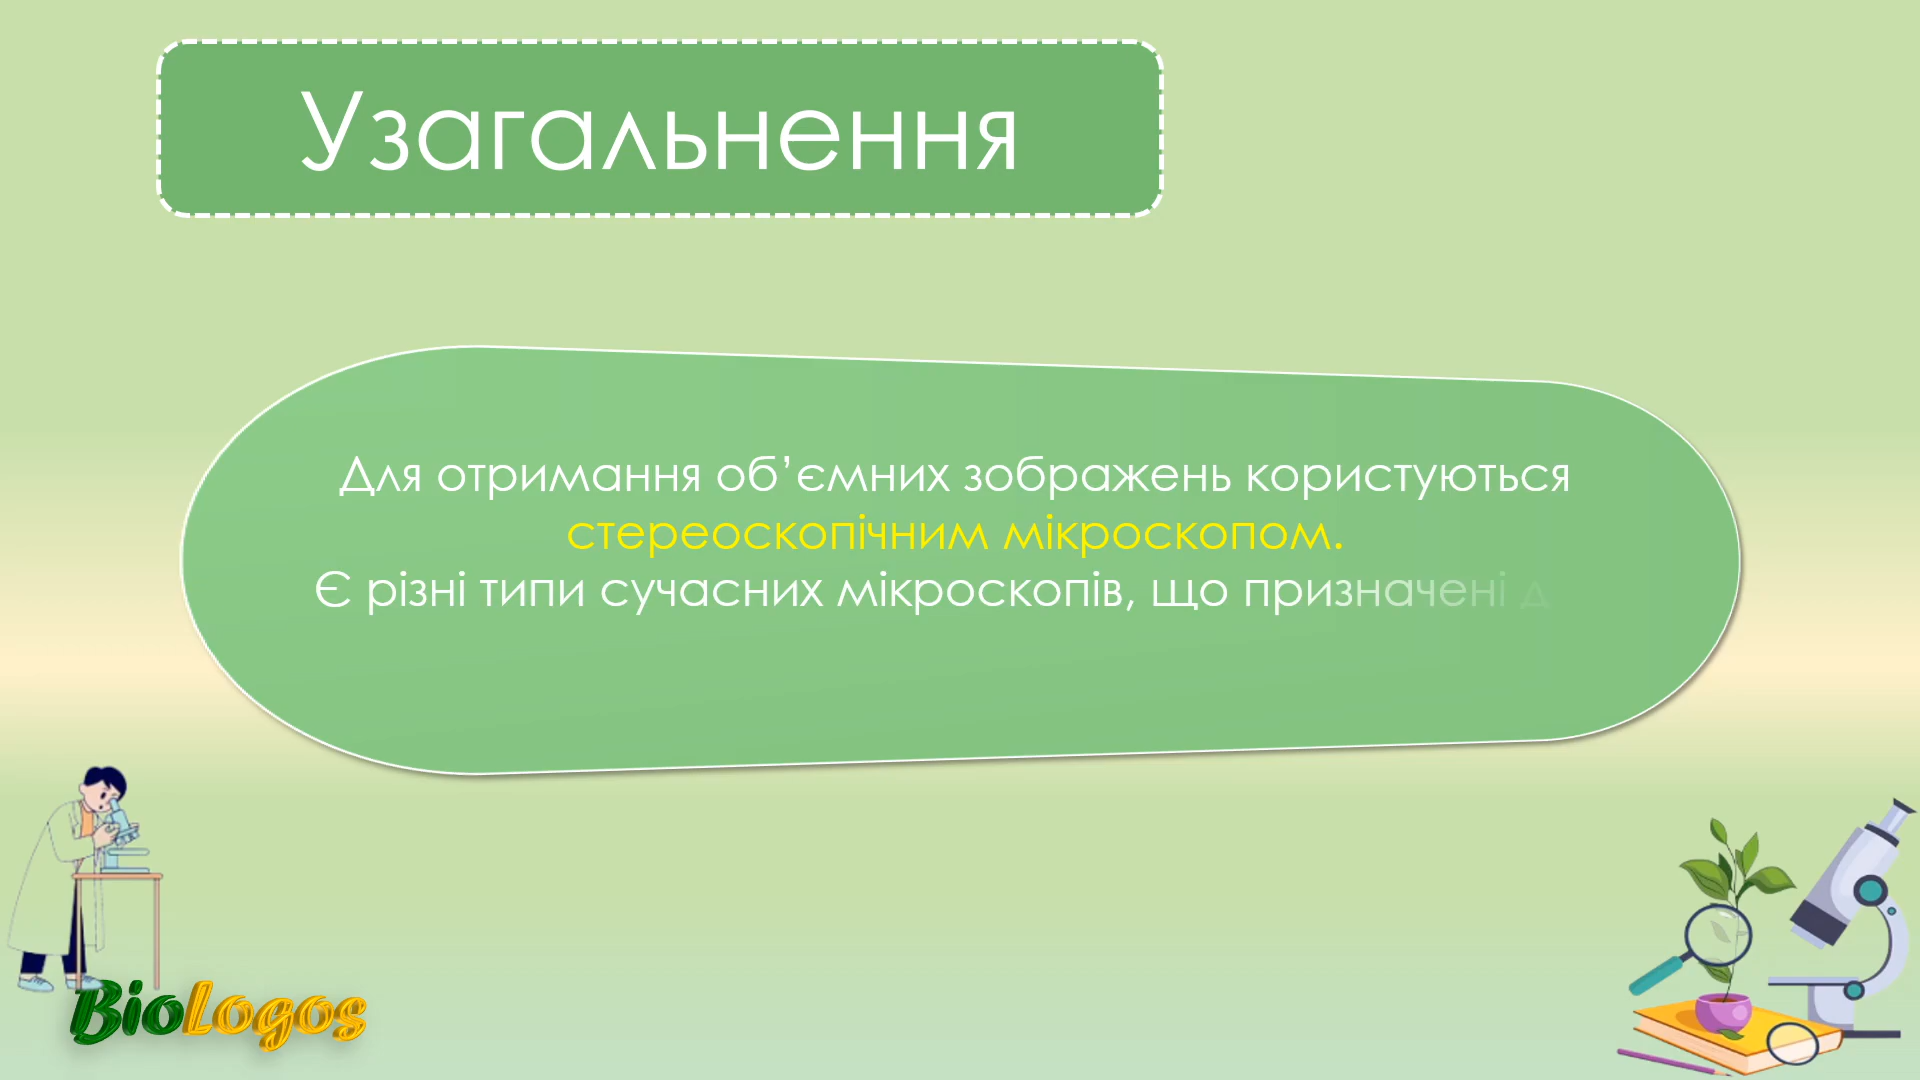 Узагальнення
Для отримання об’ємних зображень користуються
стереоскопічним мікроскопом.
Є різні типи сучасних мікроскопів, що призначені
BioLogos